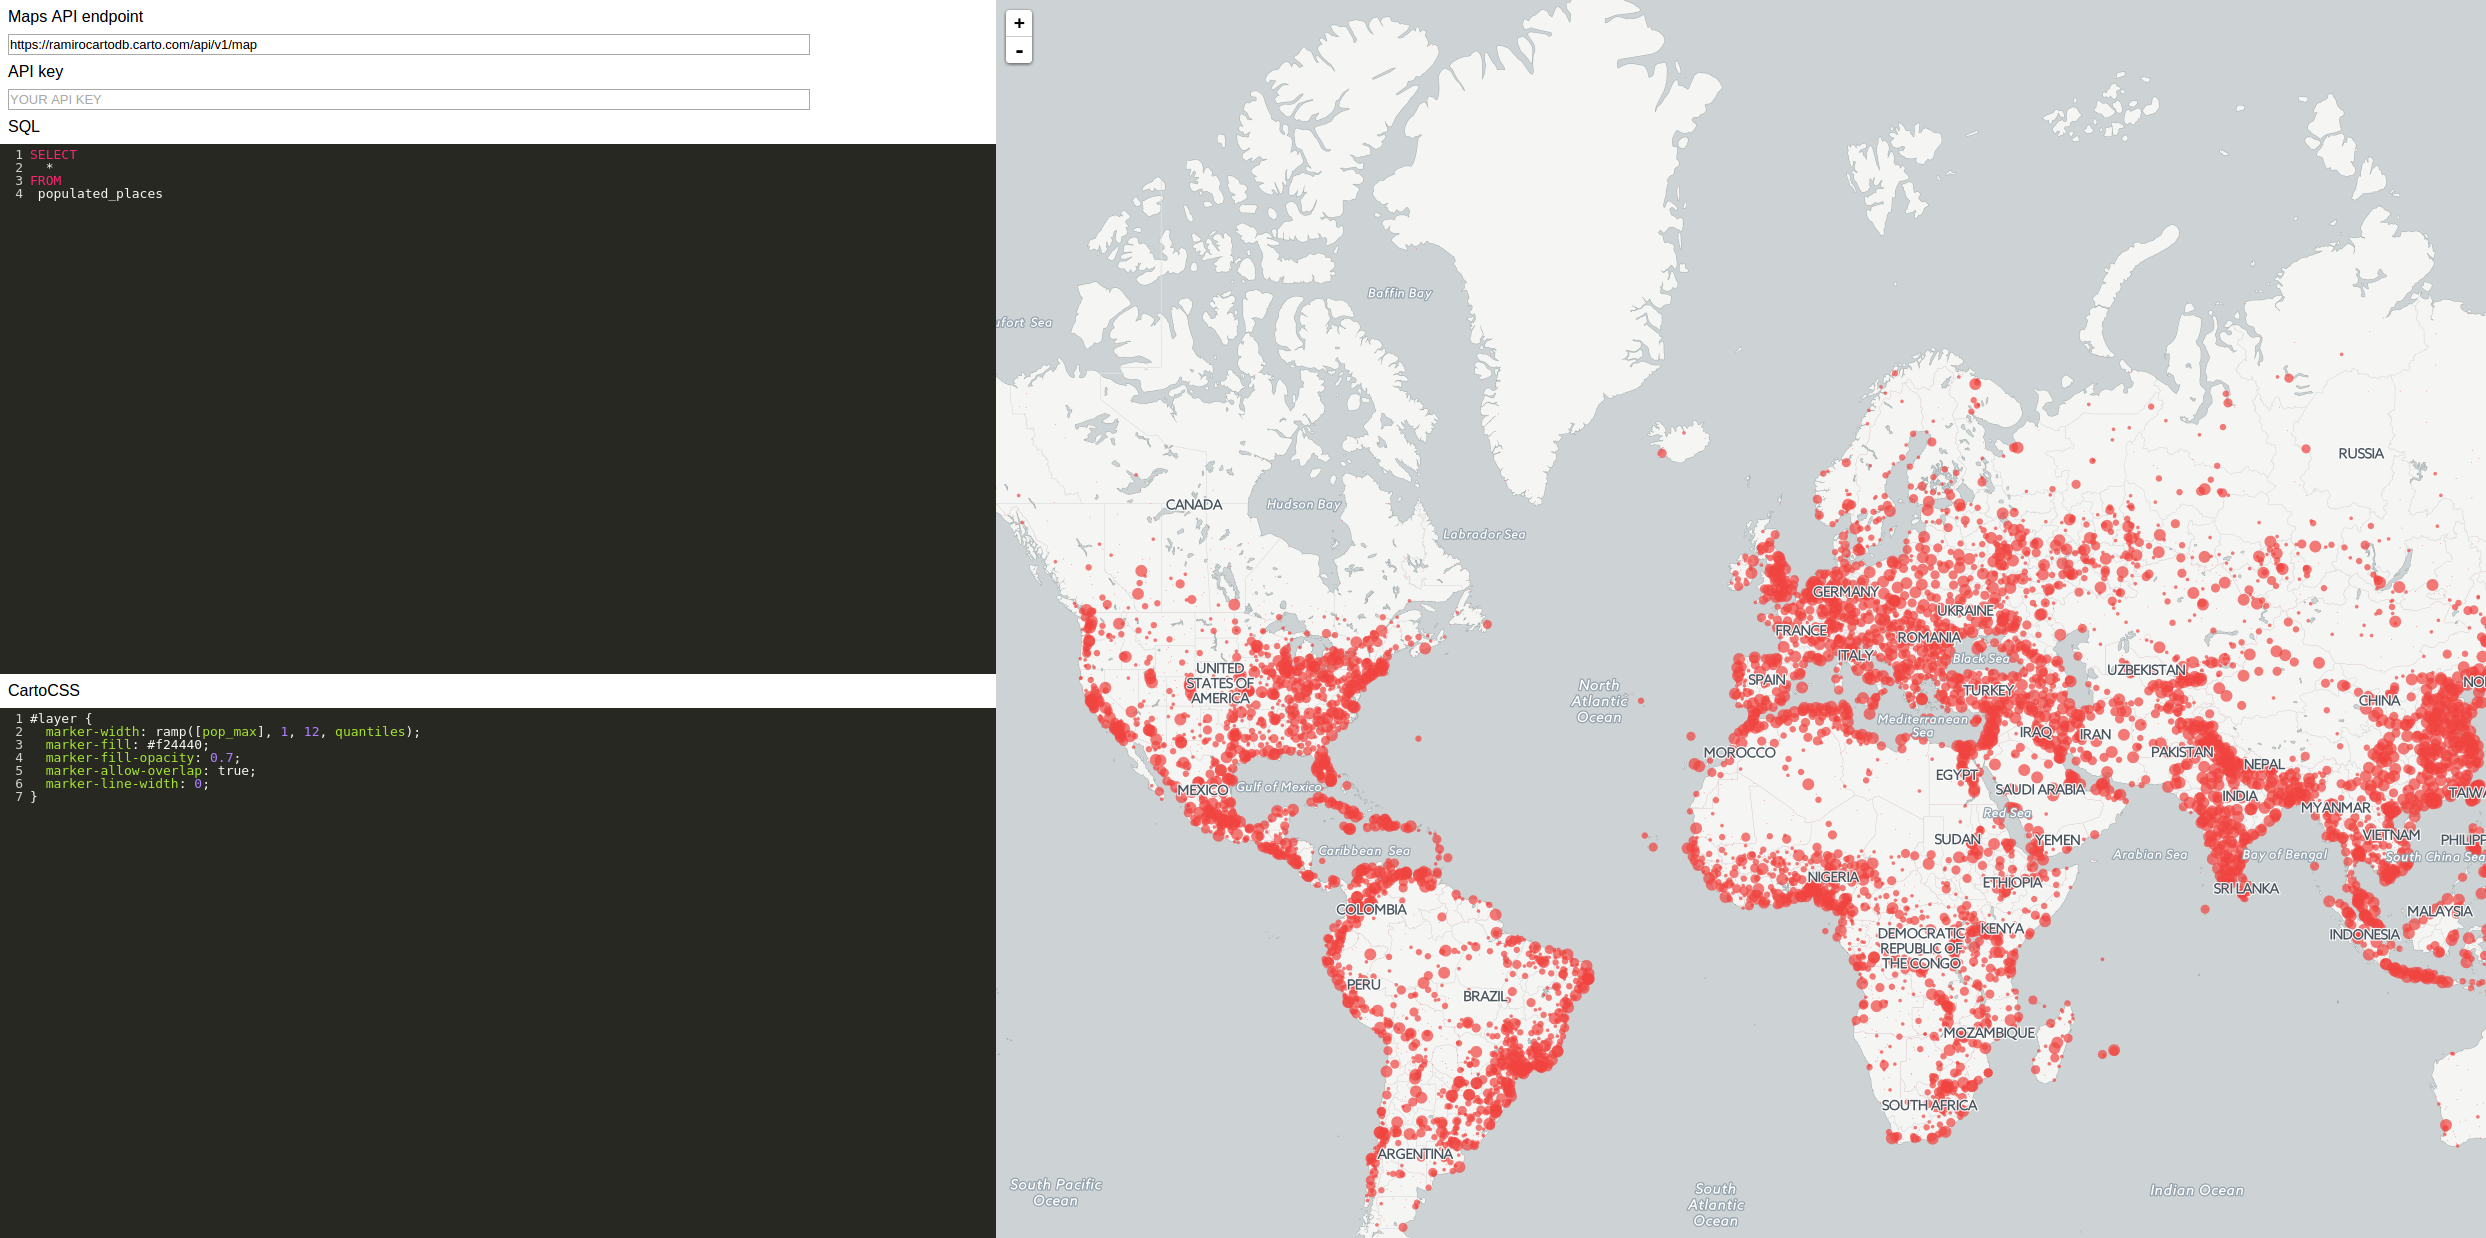 Maps API endpoint
https://ramirocartodb.carto.com/api/v1/map
API key
YOUR API KEY
SQL
1 SELECT
2   *
3 FROM
4  populated_places
CartoCSS
1 #layer {
2   marker-width: ramp([pop_max], 1, 12, quantiles);
3   marker-fill: #f24440;
4   marker-fill-opacity: 0.7;
5   marker-allow-overlap: true;
6   marker-line-width: 0;
7 }
+
-
Baffin Bay
ufort Sea
RUSSIA
CANADA
Hudson Bay
Labrador Sea
GERMANY
UKRAINE
FRANCE
ROMANIA
ITALY
Black Sea
UNITED
STATES OF
AMERICA
SPAIN
UZBEKISTAN
NO
North
Atlantic
Ocean
TURKEY
CHINA
Mediterranean
Sea
IRAQ
IRAN
MOROCCO
PAKISTAN
NEPAL
EGYPT
MEXICO
Gulf of Mexico
SAUDI ARABIA
INDIA
TAIW
MYANMAR
Red Sea
SUDAN
YEMEN
VIETNAM
PHILIPP
Caribbean Sea
Arabian Sea
Bay of Bengal
South China Sea
NIGERIA
ETHIOPIA
SRI LANKA
COLOMBIA
MALAYSIA
KENYA
DEMOCRATIC
REPUBLIC OF
THE CONGO
INDONESIA
PERU
BRAZIL
MOZAMBIQUE
SOUTH AFRICA
ARGENTINA
South Pacific
Ocean
South
Atlantic
Ocean
Indian Ocean